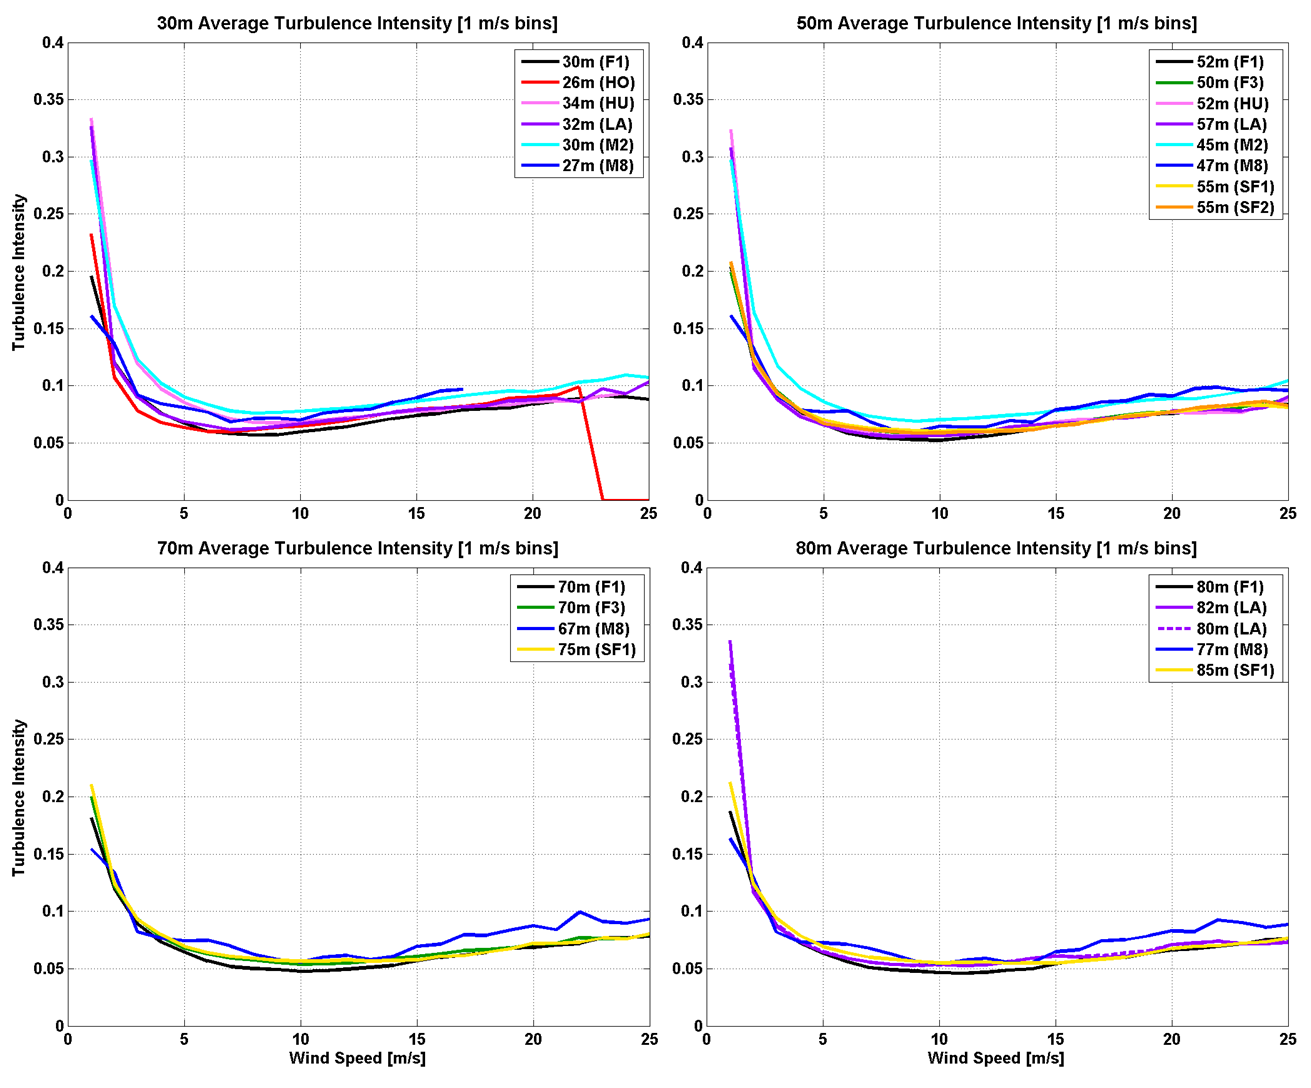 30m Average Turbulence Intensity [1 m/s bins]
0.4
0.35
0.3
0.25
0.2
0.15
0.1
0.05
0
Turbulence Intensity
30m (F1)
26m (HO)
34m (HU)
32m (LA)
30m (M2)
27m (M8)
0 5 10 15 20 25
50m Average Turbulence Intensity [1 m/s bins]
0.4
0.35
0.3
0.25
0.2
0.15
0.1
0.05
0
52m (F1)
50m (F3)
52m (HU)
57m (LA)
45m (M2)
47m (M8)
55m (SF1)
55m (SF2)
0 5 10 15 20 25
70m Average Turbulence Intensity [1 m/s bins]
0.4
0.35
0.3
0.25
0.2
0.15
0.1
0.05
0
Turbulence Intensity
70m (F1)
70m (F3)
67m (M8)
75m (SF1)
0 5 10 15 20 25
Wind Speed [m/s]
80m Average Turbulence Intensity [1 m/s bins]
0.4
0.35
0.3
0.25
0.2
0.15
0.1
0.05
0
80m (F1)
82m (LA)
80m (LA)
77m (M8)
85m (SF1)
0 5 10 15 20 25
Wind Speed [m/s]